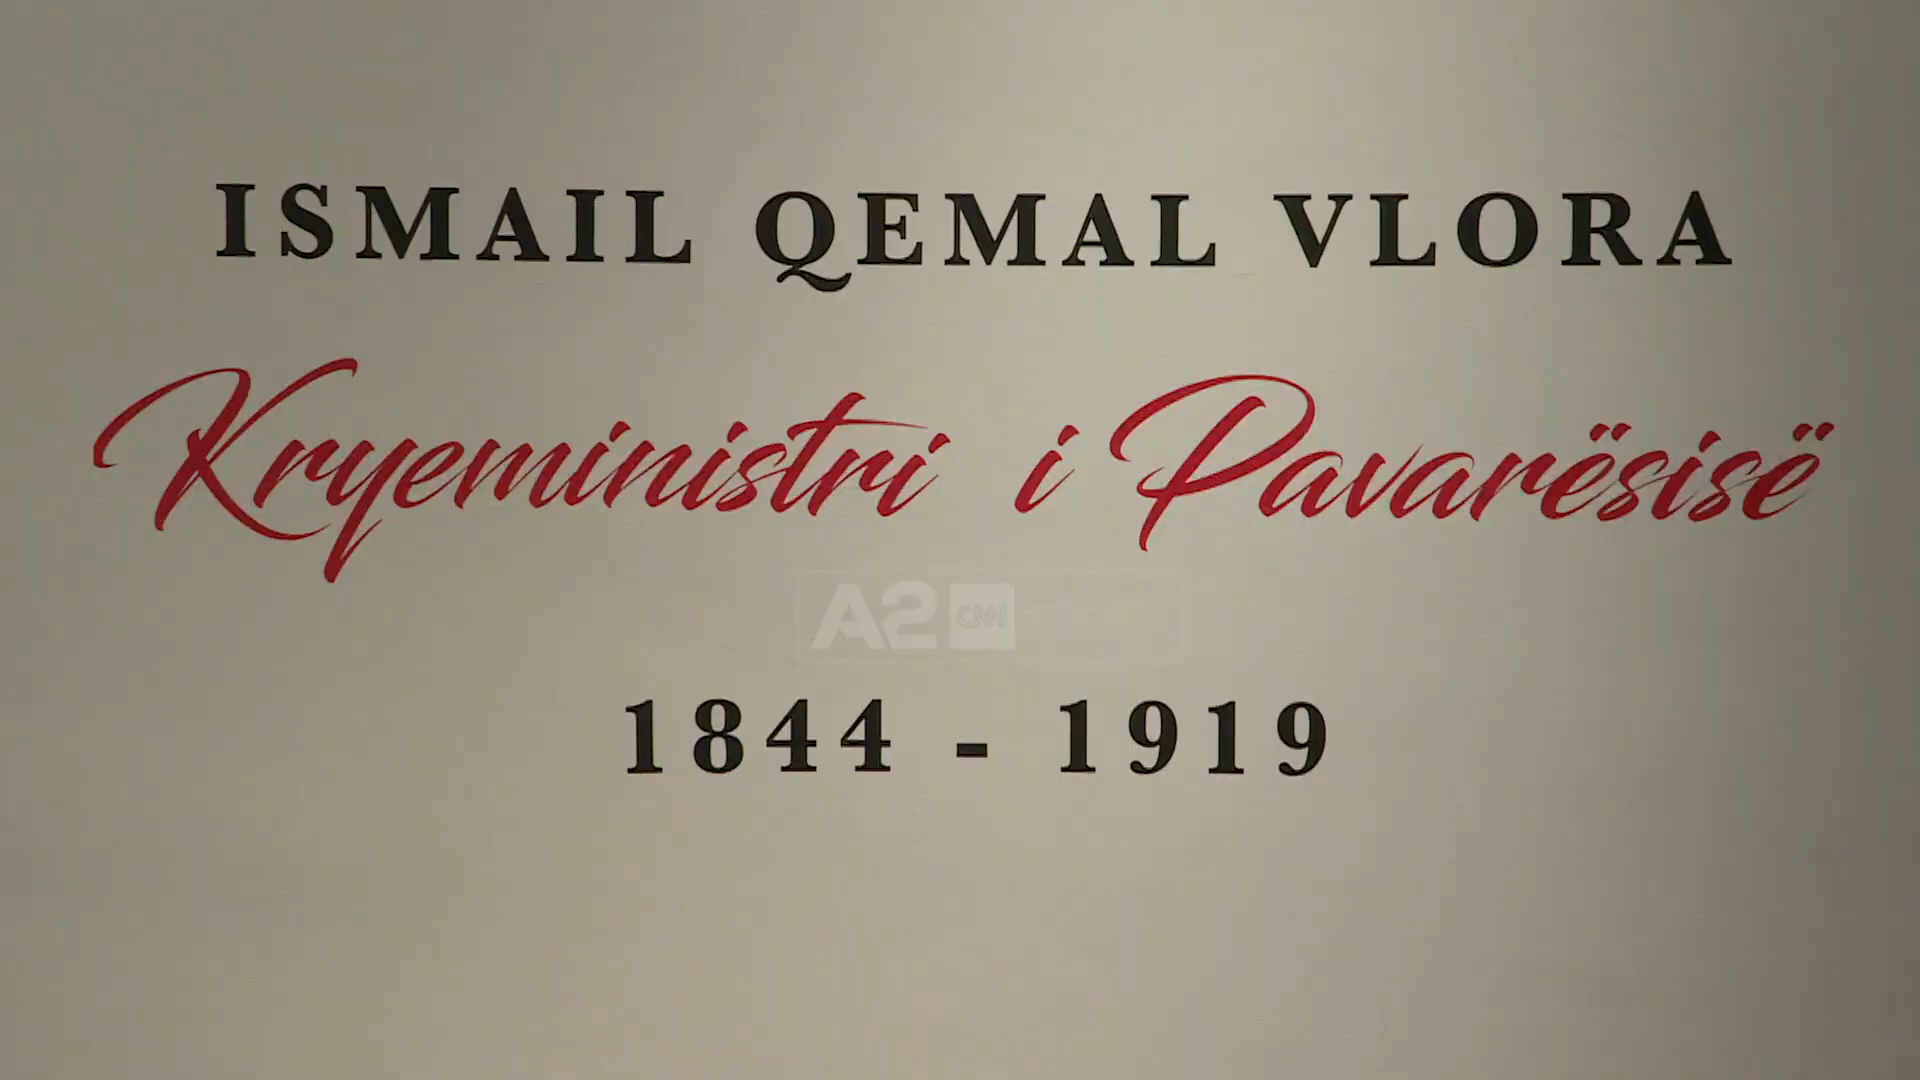 ISMAIL QEMAL VLORA
Kryeministri i Pavarësisë
A2 CNN
1844 - 1919